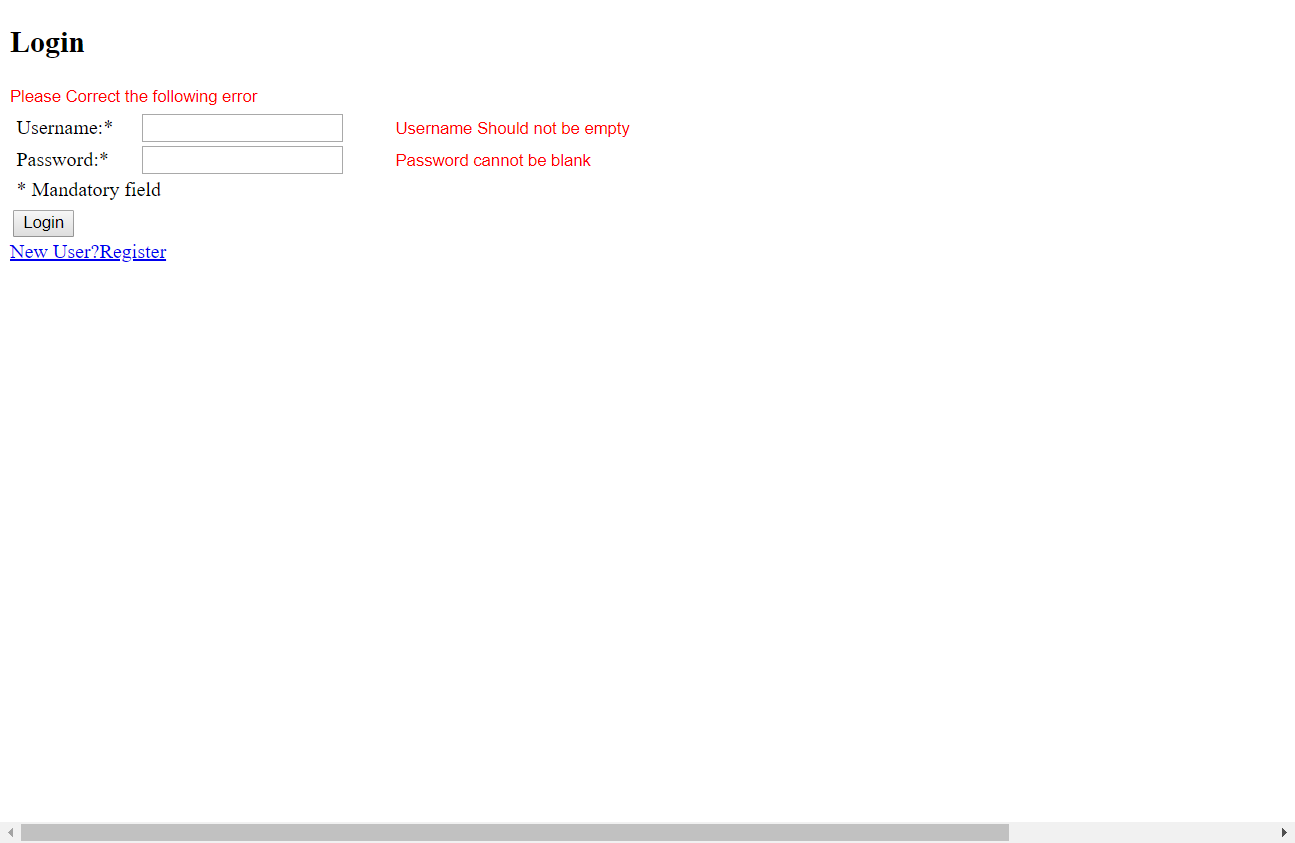 Login
Please Correct the following error
Username:* Username Should not be empty
Password:* Password cannot be blank
* Mandatory field
Login
New User?Register